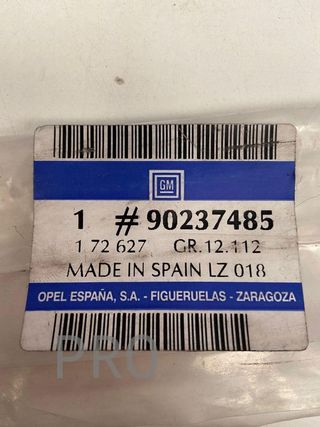 GM
1 #90237485
1 72 627 GR.12.112
MADE IN SPAIN LZ 018
OPEL ESPAÑA, S.A. - FIGUERUELAS - ZARAGOZA
PRO